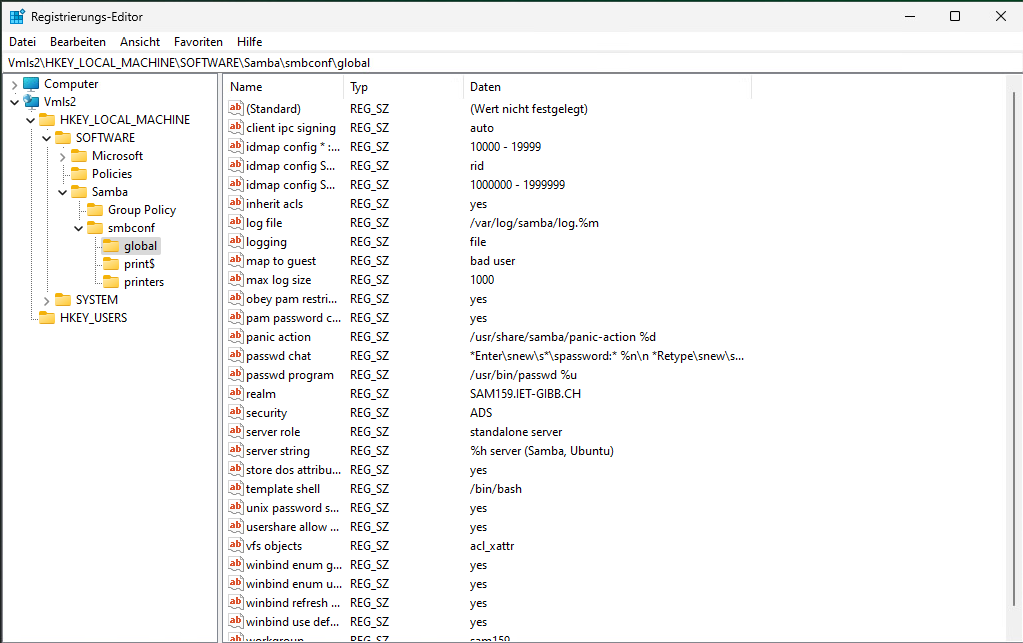 Registrierungs-Editor
Datei Bearbeiten Ansicht Favoriten Hilfe
Vmls2\HKEY_LOCAL_MACHINE\SOFTWARE\Samba\smbconf\global
Computer
Vmls2
HKEY_LOCAL_MACHINE
SOFTWARE
Microsoft
Policies
Samba
Group Policy
smbconf
global
print$
printers
SYSTEM
HKEY_USERS
Name Typ Daten
(Standard) REG_SZ (Wert nicht festgelegt)
client ipc signing REG_SZ auto
idmap config * :... REG_SZ 10000 - 19999
idmap config S... REG_SZ rid
idmap config S... REG_SZ 1000000 - 1999999
inherit acls REG_SZ yes
log file REG_SZ /var/log/samba/log.%m
logging REG_SZ file
map to guest REG_SZ bad user
max log size REG_SZ 1000
obey pam restri... REG_SZ yes
pam password c... REG_SZ yes
panic action REG_SZ /usr/share/samba/panic-action %d
passwd chat REG_SZ *Enter\snew\s*\spassword:* %n\n *Retype\snew\s...
passwd program REG_SZ /usr/bin/passwd %u
realm REG_SZ SAM159.IET-GIBB.CH
security REG_SZ ADS
server role REG_SZ standalone server
server string REG_SZ %h server (Samba, Ubuntu)
store dos attribu... REG_SZ yes
template shell REG_SZ /bin/bash
unix password s... REG_SZ yes
usershare allow ... REG_SZ yes
vfs objects REG_SZ acl_xattr
winbind enum g... REG_SZ yes
winbind enum u... REG_SZ yes
winbind refresh ... REG_SZ yes
winbind use def... REG_SZ yes
workgroup REG_SZ sam159